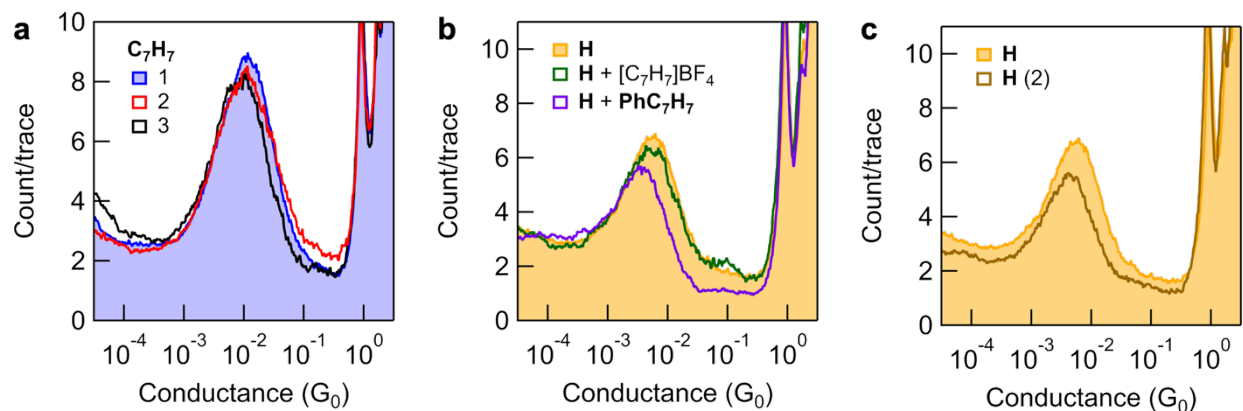 a
C₇H₇
1
2
3
10
8
6
4
2
0
Count/trace
10⁻⁴ 10⁻³ 10⁻² 10⁻¹ 10⁰
Conductance (G₀)
b
H
H + [C₇H₇]BF₄
H + PhC₇H₇
10
8
6
4
2
0
Count/trace
10⁻⁴ 10⁻³ 10⁻² 10⁻¹ 10⁰
Conductance (G₀)
c
H
H (2)
10
8
6
4
2
0
Count/trace
10⁻⁴ 10⁻³ 10⁻² 10⁻¹ 10⁰
Conductance (G₀)